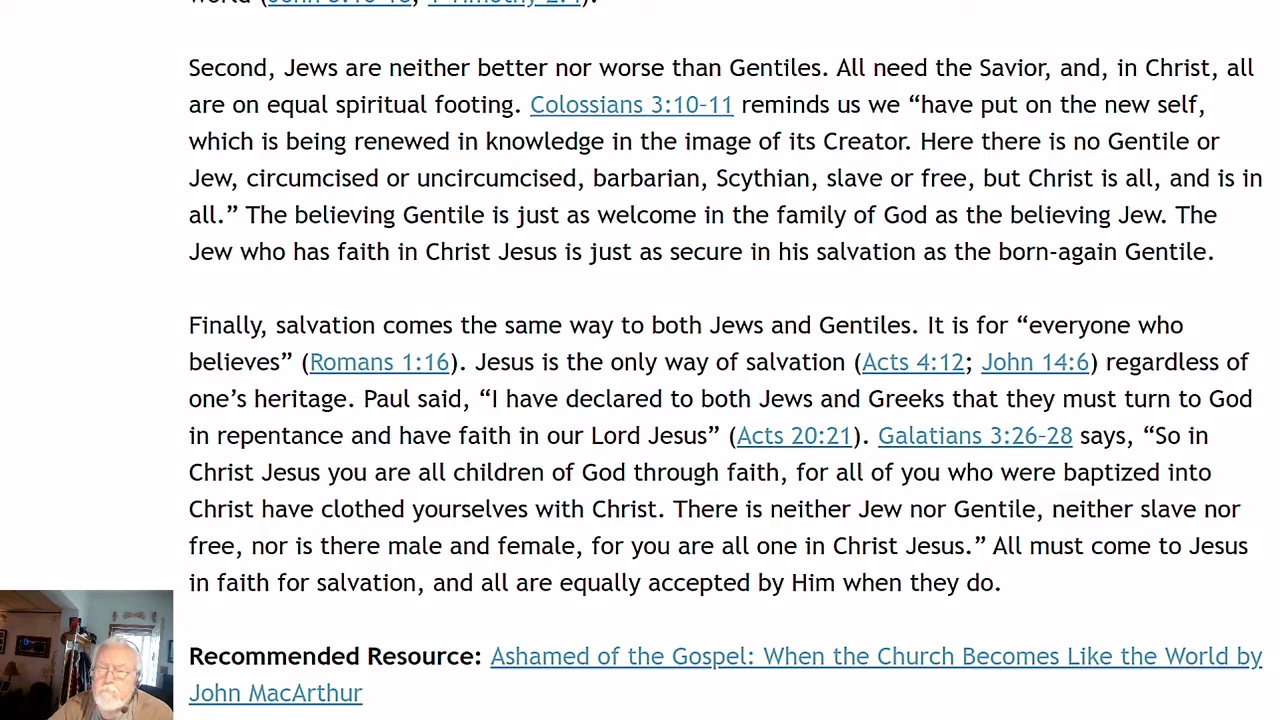 world (John 3:16-18; 1 Timothy 2:4).
Second, Jews are neither better nor worse than Gentiles. All need the Savior, and, in Christ, all
are on equal spiritual footing. Colossians 3:10-11 reminds us we “have put on the new self,
which is being renewed in knowledge in the image of its Creator. Here there is no Gentile or
Jew, circumcised or uncircumcised, barbarian, Scythian, slave or free, but Christ is all, and is in
all.” The believing Gentile is just as welcome in the family of God as the believing Jew. The
Jew who has faith in Christ Jesus is just as secure in his salvation as the born-again Gentile.
Finally, salvation comes the same way to both Jews and Gentiles. It is for “everyone who
believes” (Romans 1:16). Jesus is the only way of salvation (Acts 4:12; John 14:6) regardless of
one’s heritage. Paul said, “I have declared to both Jews and Greeks that they must turn to God
in repentance and have faith in our Lord Jesus” (Acts 20:21). Galatians 3:26-28 says, “So in
Christ Jesus you are all children of God through faith, for all of you who were baptized into
Christ have clothed yourselves with Christ. There is neither Jew nor Gentile, neither slave nor
free, nor is there male and female, for you are all one in Christ Jesus.” All must come to Jesus
in faith for salvation, and all are equally accepted by Him when they do.
Recommended Resource: Ashamed of the Gospel: When the Church Becomes Like the World by
John MacArthur